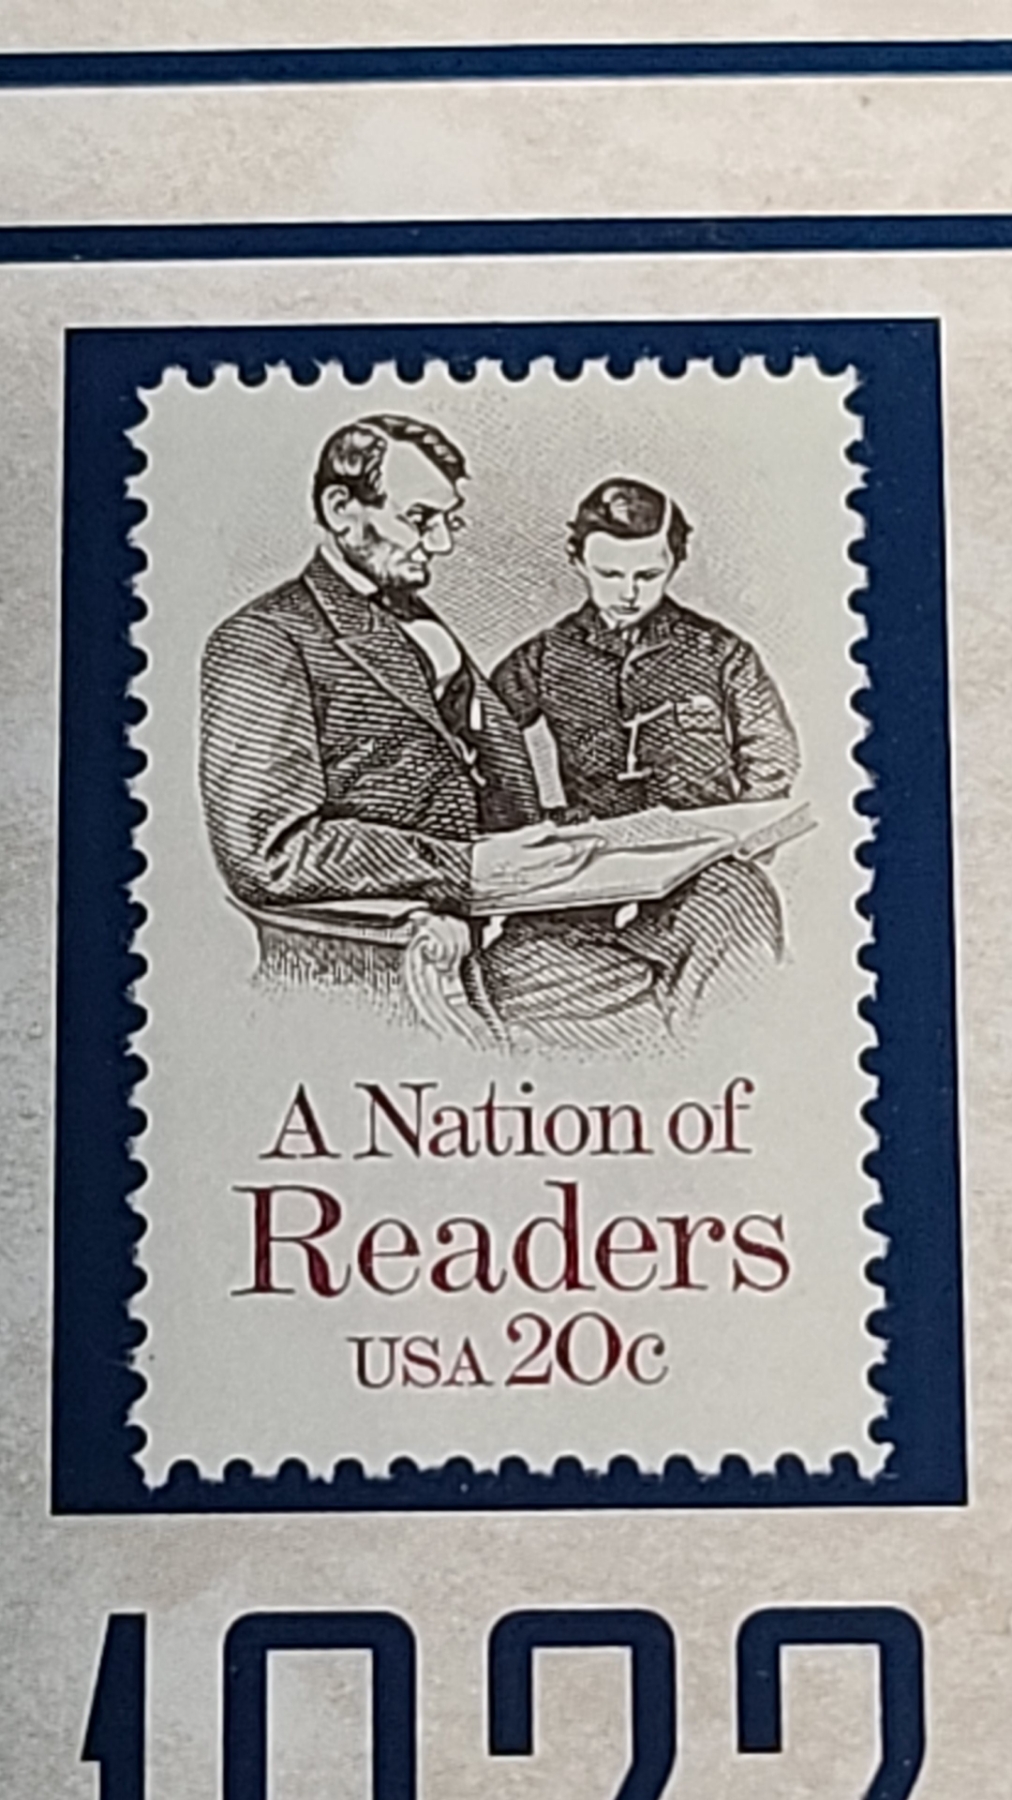 A Nation of
Readers
USA 20c